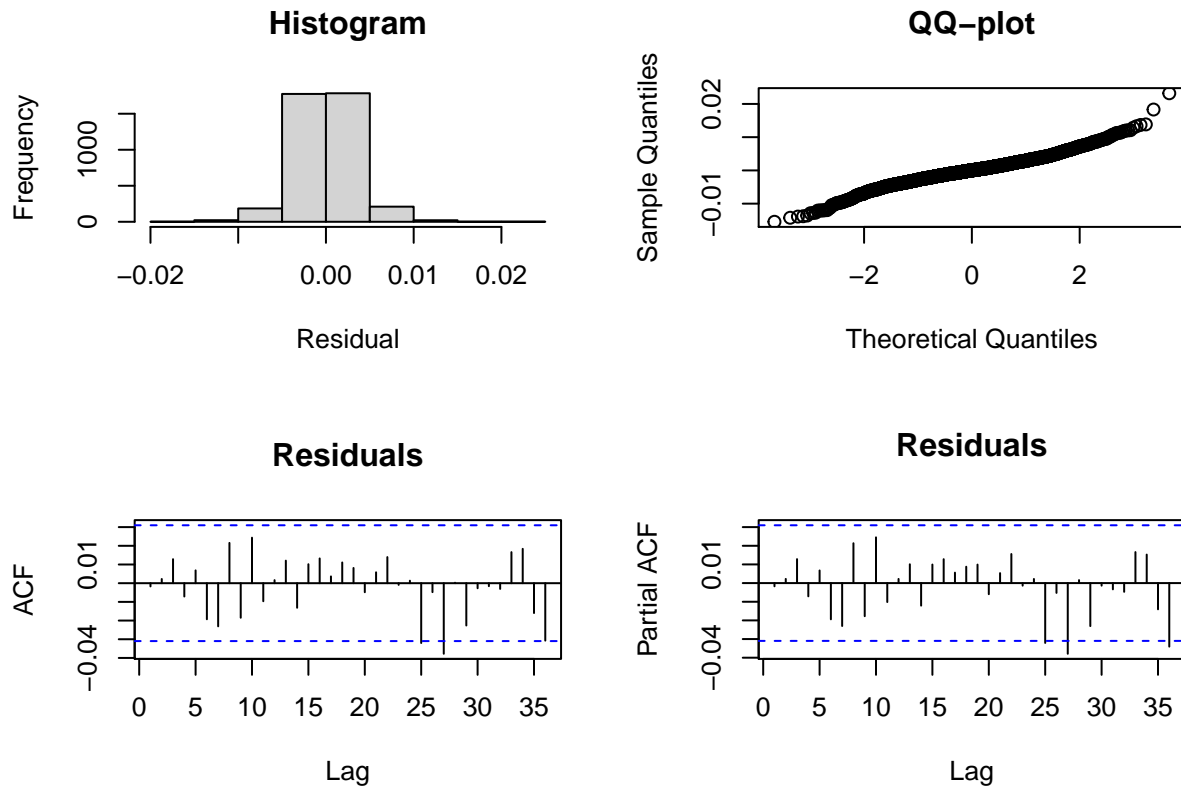 Histogram
Frequency
0 1000
−0.02 0.00 0.01 0.02
Residual
QQ−plot
Sample Quantiles
−0.01 0.02
−2 0 2
Theoretical Quantiles
Residuals
ACF
−0.04 0.01
0 5 10 15 20 25 30 35
Lag
Residuals
Partial ACF
−0.04 0.01
0 5 10 15 20 25 30 35
Lag